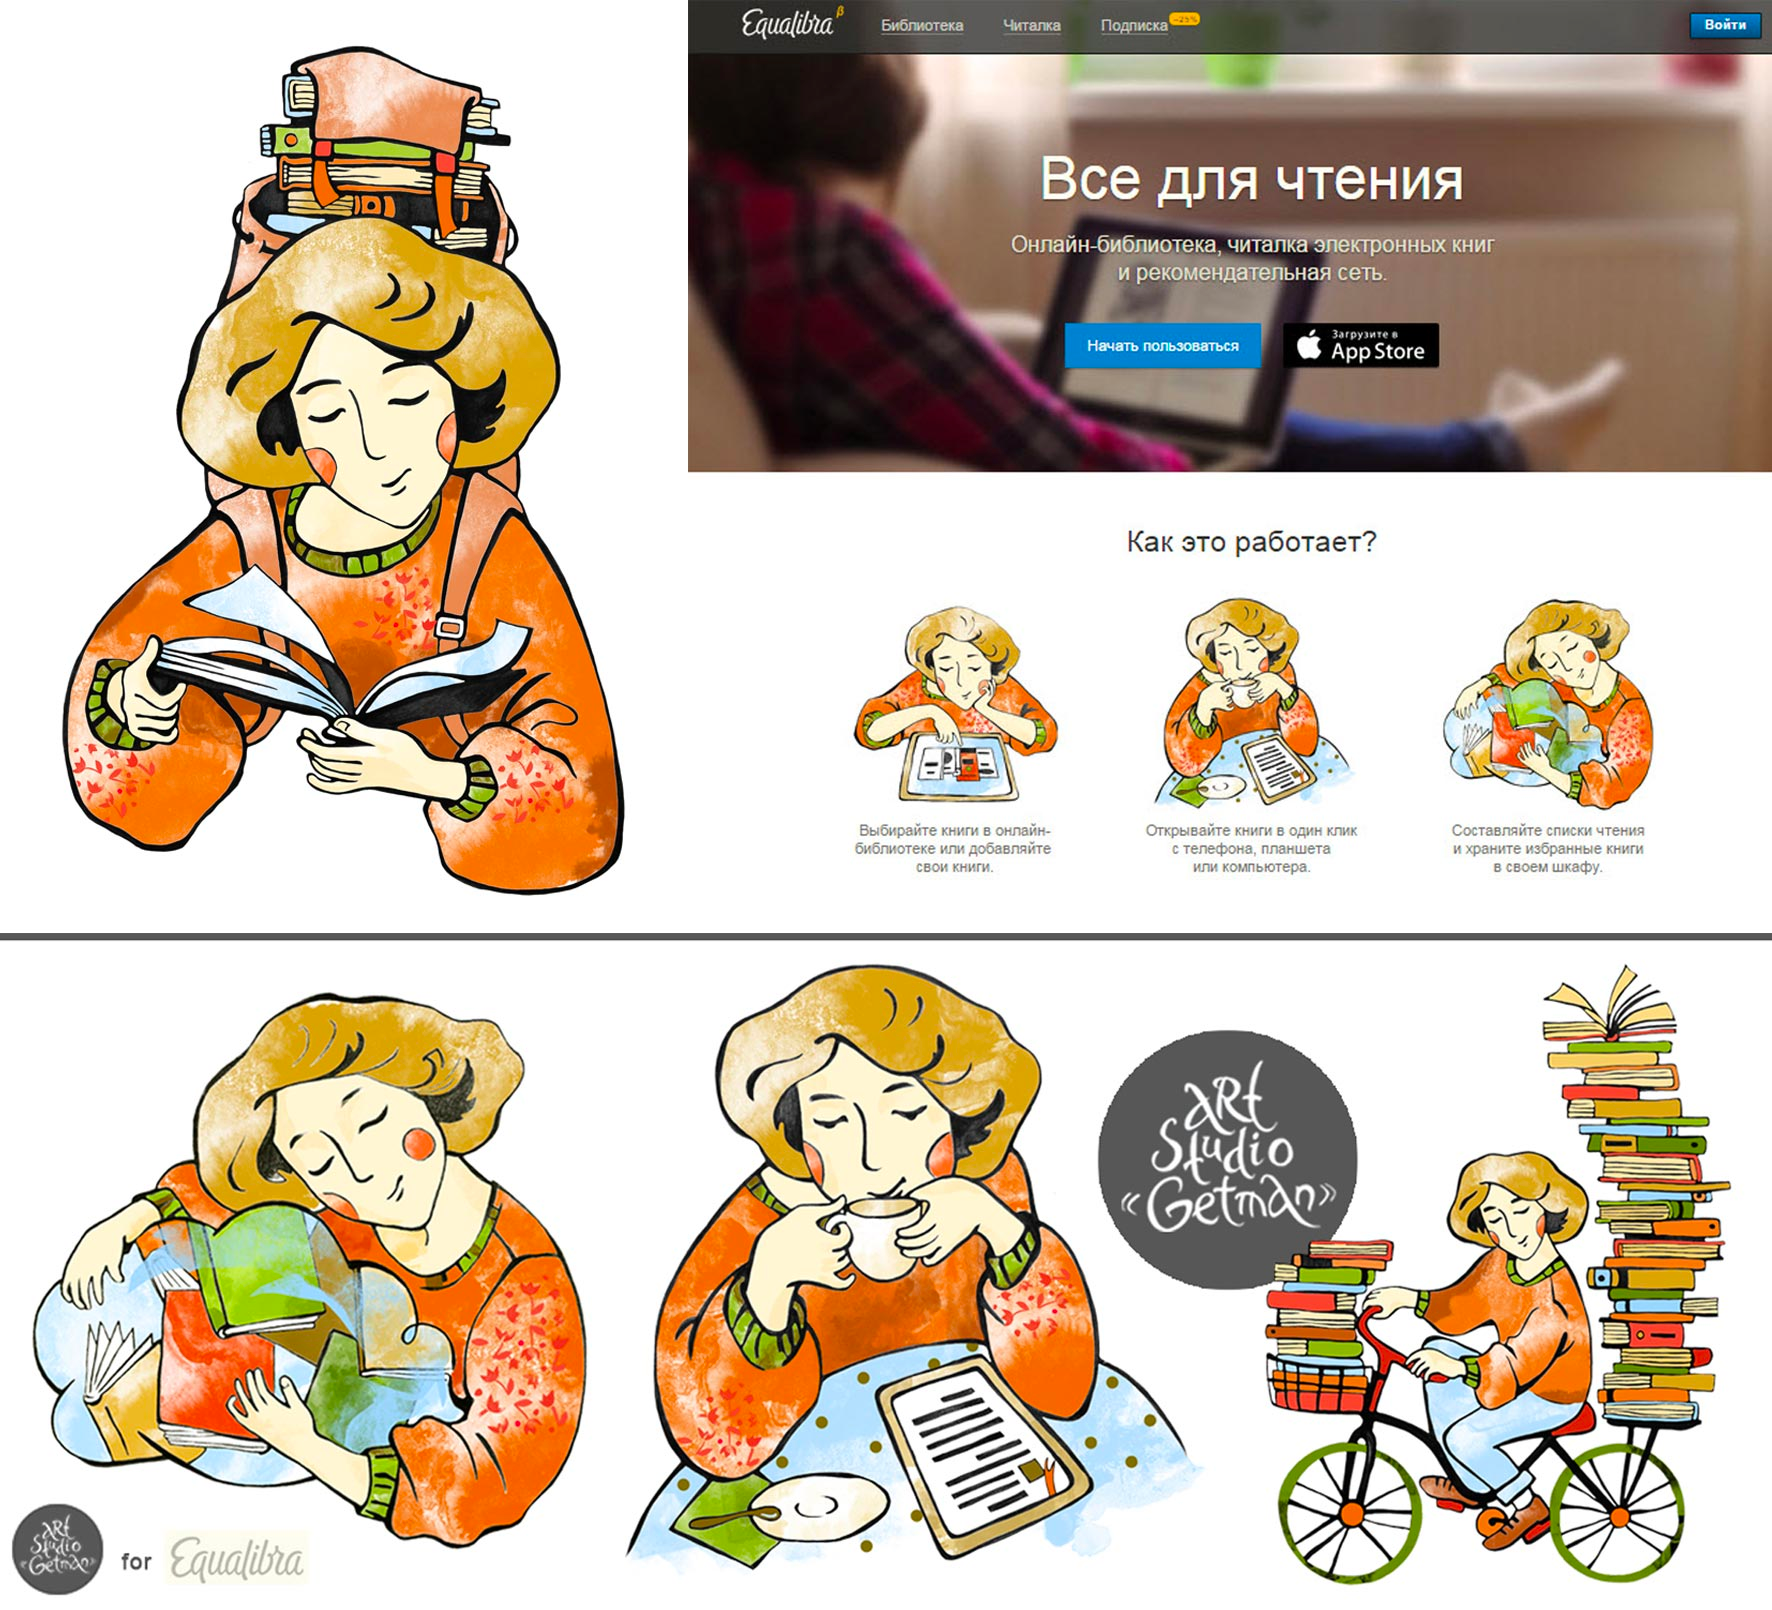 Equalibra β
Библиотека
Читалка
Подписка
−25%
Войти
Все для чтения
Онлайн-библиотека, читалка электронных книг
и рекомендательная сеть.
Начать пользоваться
Загрузите в
App Store
Как это работает?
Выбирайте книги в онлайн-
библиотеке или добавляйте
свои книги.
Открывайте книги в один клик
с телефона, планшета
или компьютера.
Составляйте списки чтения
и храните избранные книги
в своем шкафу.
ARt
Studio
«Getman»
ARt
Studio
«Getman»
for
Equalibra